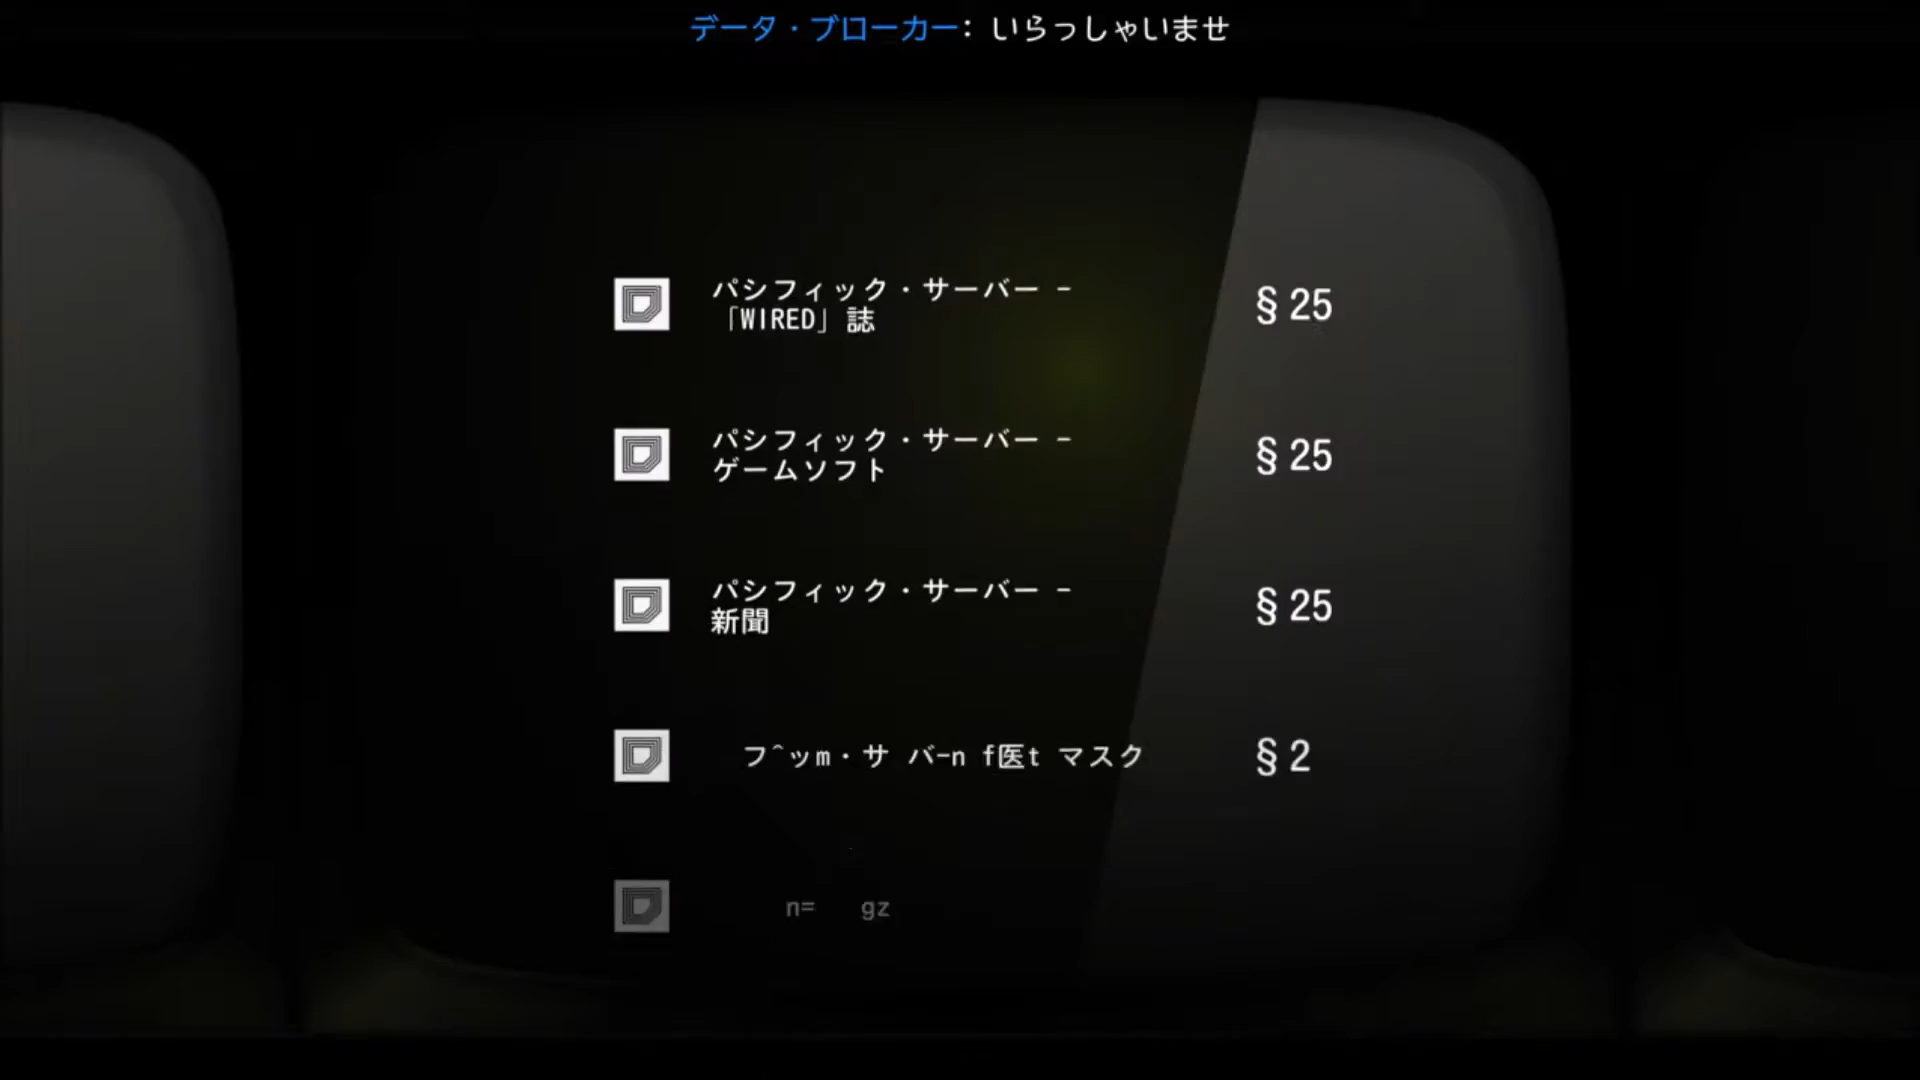 データ・ブローカー: いらっしゃいませ
パシフィック・サーバー -
「WIRED」誌
§ 25
パシフィック・サーバー -
ゲームソフト
§ 25
パシフィック・サーバー -
新聞
§ 25
フ^ッm・サ バ-n f医t マスク
§ 2
n= gz